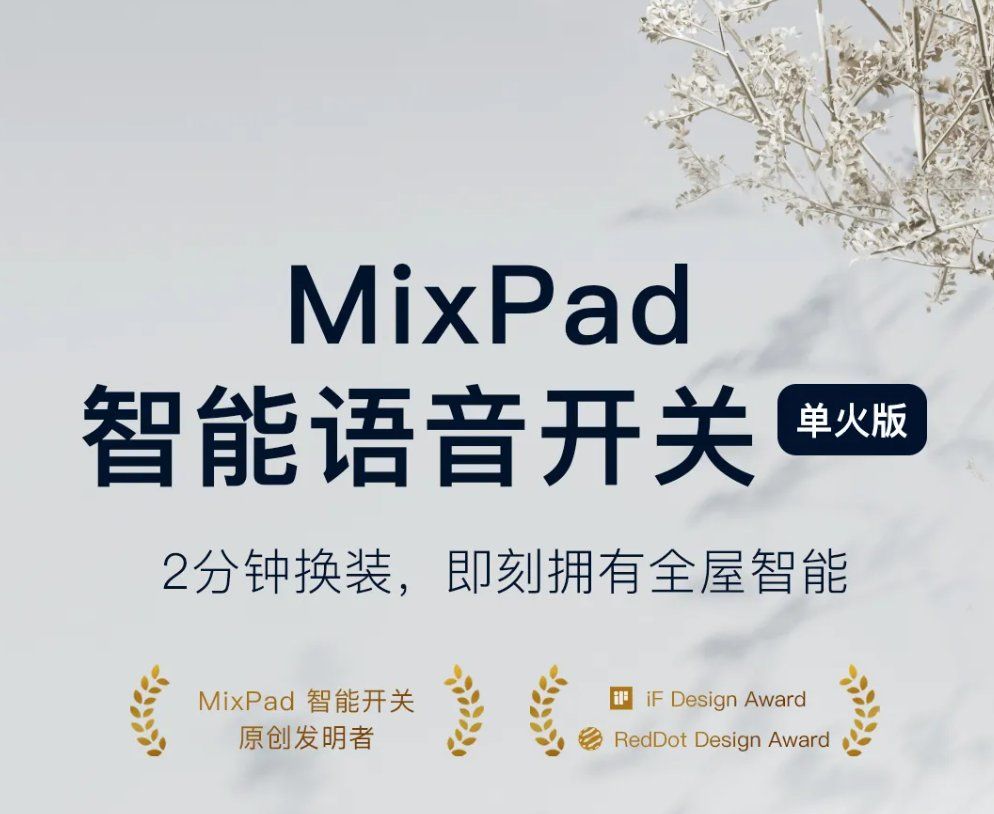 MixPad
智能语音开关 单火版
2分钟换装，即刻拥有全屋智能
MixPad 智能开关
原创发明者
iF Design Award
RedDot Design Award